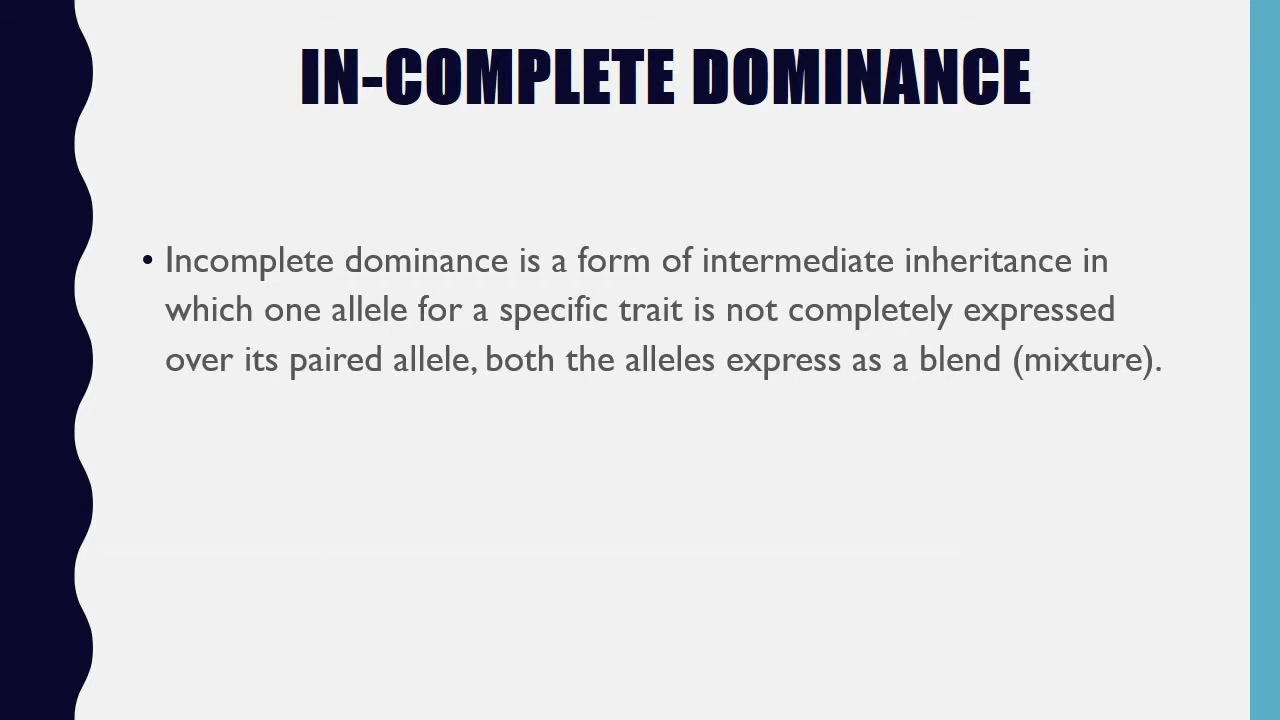 IN-COMPLETE DOMINANCE
• Incomplete dominance is a form of intermediate inheritance in
which one allele for a specific trait is not completely expressed
over its paired allele, both the alleles express as a blend (mixture).